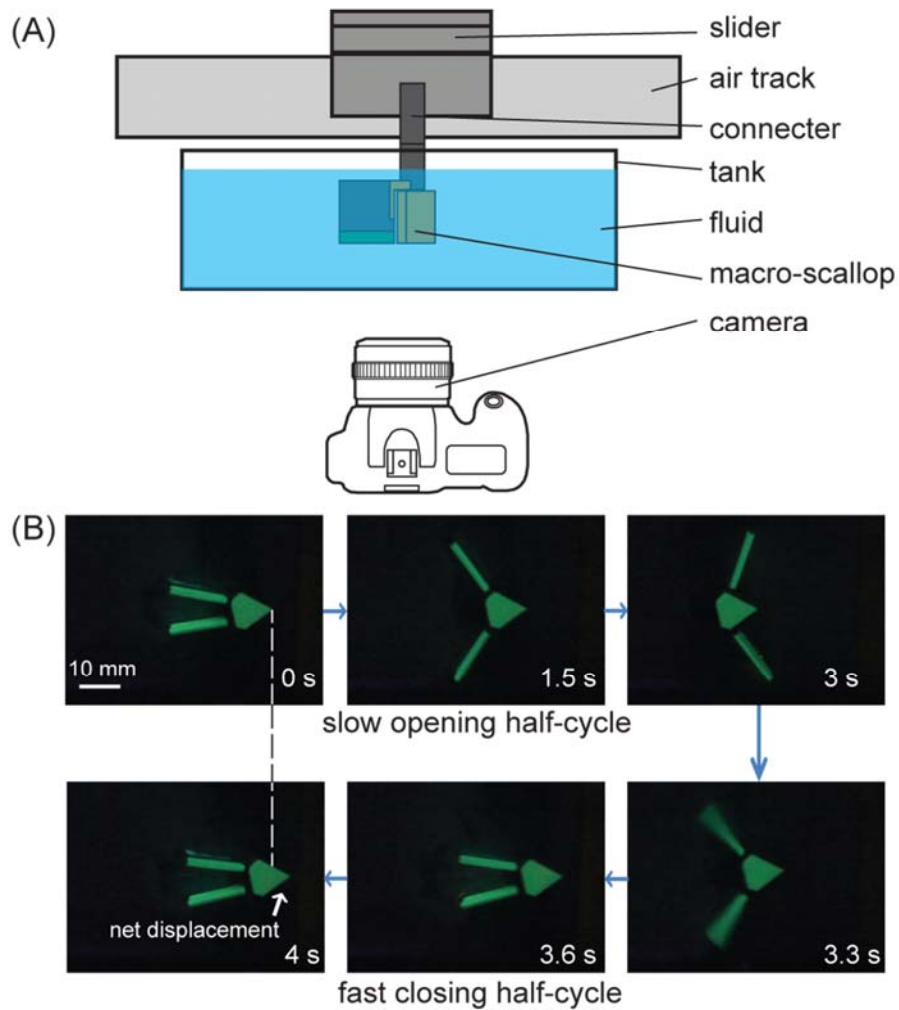 (A)
slider
air track
connecter
tank
fluid
macro-scallop
camera
(B)
10 mm
0 s
1.5 s
3 s
slow opening half-cycle
net displacement
4 s
3.6 s
3.3 s
fast closing half-cycle